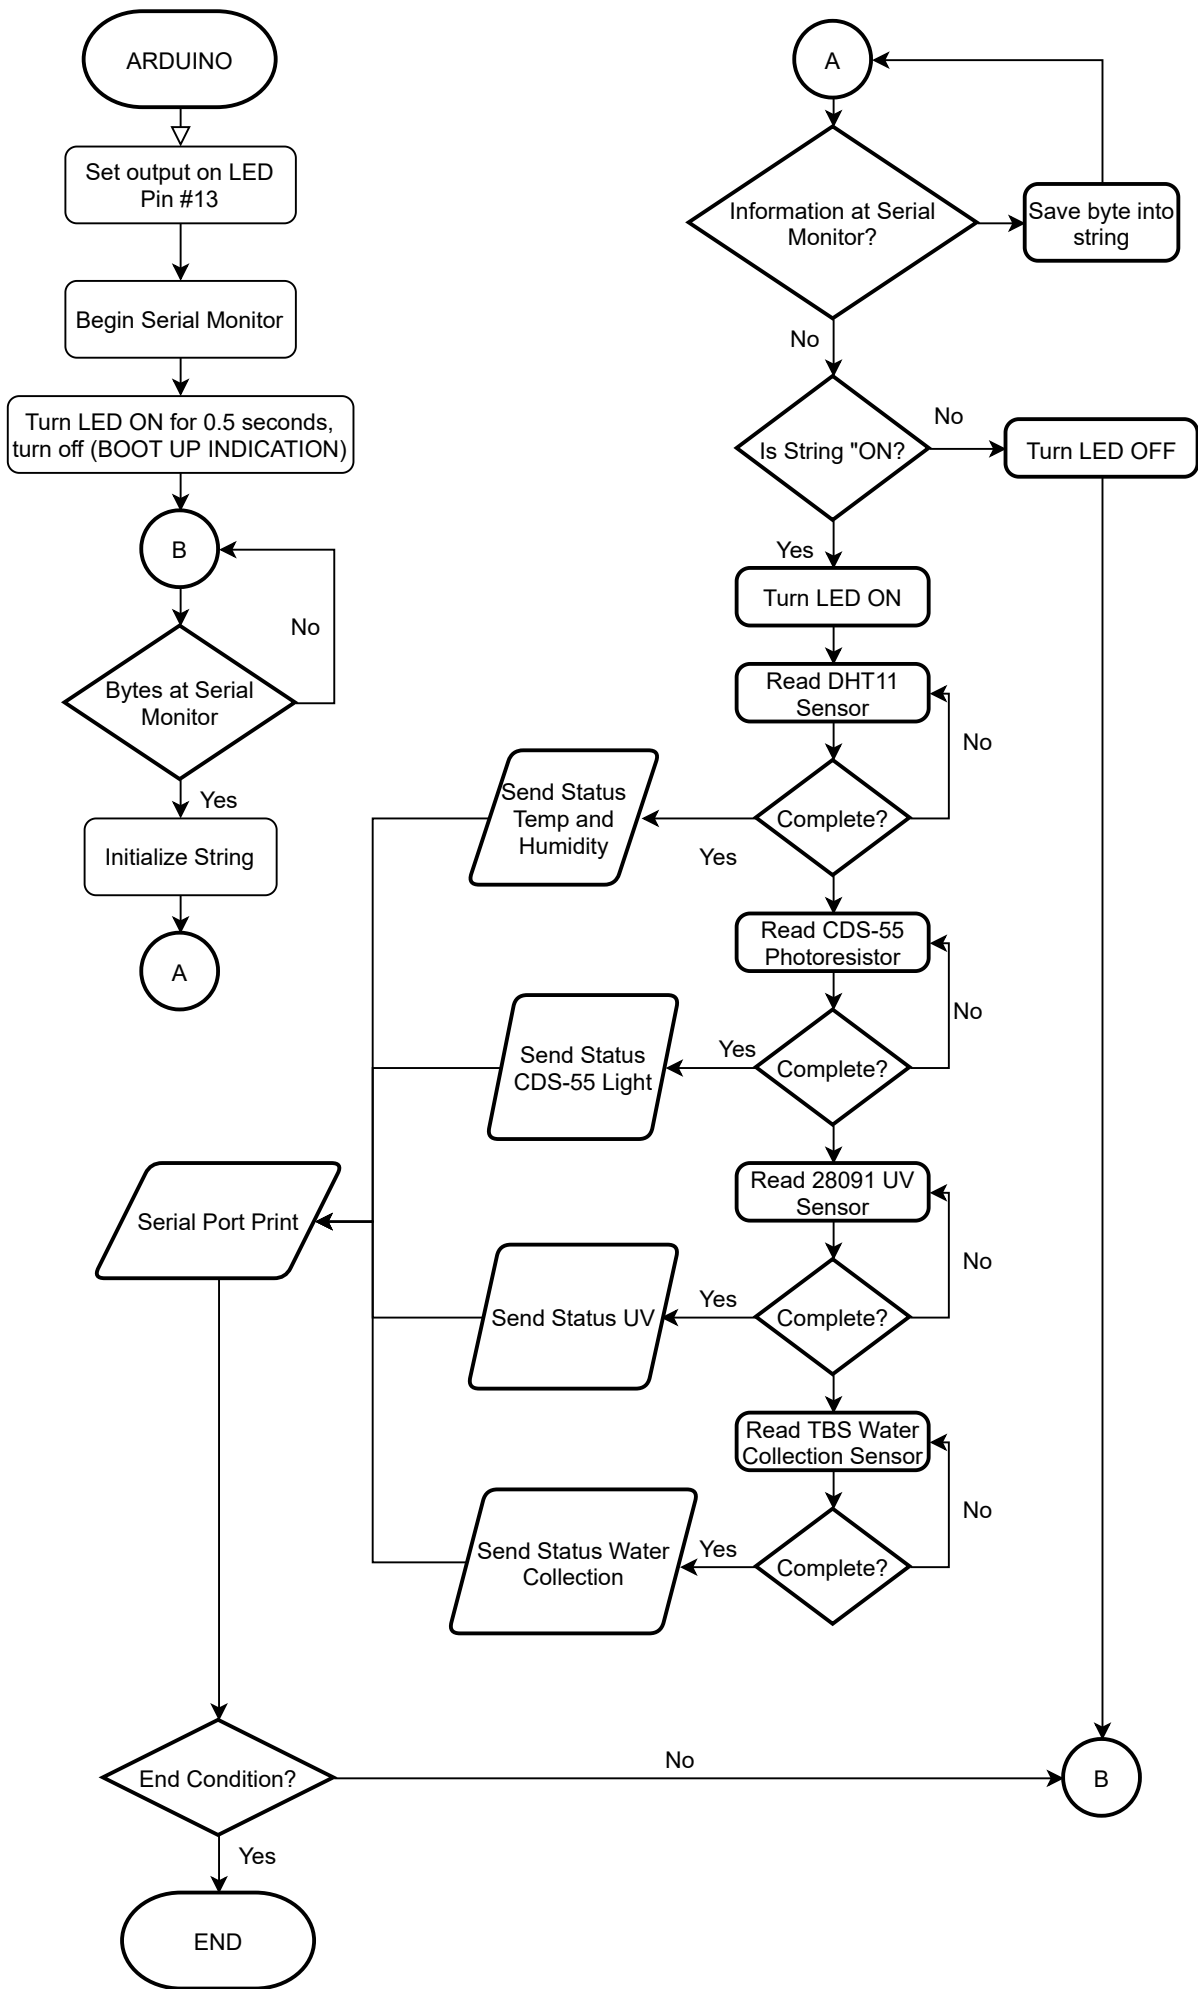 ARDUINO
Set output on LED
Pin #13
Begin Serial Monitor
Turn LED ON for 0.5 seconds,
turn off (BOOT UP INDICATION)
B
No
Bytes at Serial
Monitor
Yes
Initialize String
A
A
Information at Serial
Monitor?
Save byte into
string
No
Is String "ON?
No
Turn LED OFF
Yes
Turn LED ON
Read DHT11
Sensor
No
Complete?
Yes
Send Status
Temp and
Humidity
Read CDS-55
Photoresistor
No
Complete?
Yes
Send Status
CDS-55 Light
Read 28091 UV
Sensor
No
Complete?
Yes
Send Status UV
Serial Port Print
Read TBS Water
Collection Sensor
No
Complete?
Yes
Send Status Water
Collection
End Condition?
No
B
Yes
END